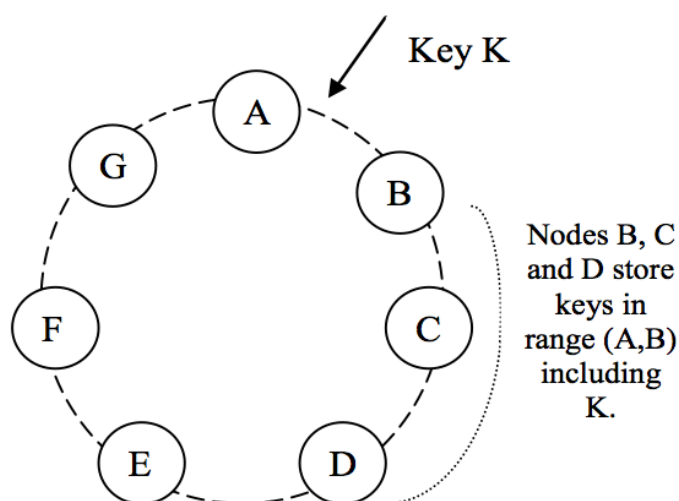 Key K
A
G
B
Nodes B, C
and D store
keys in
range (A,B)
including
K.
F
C
E
D